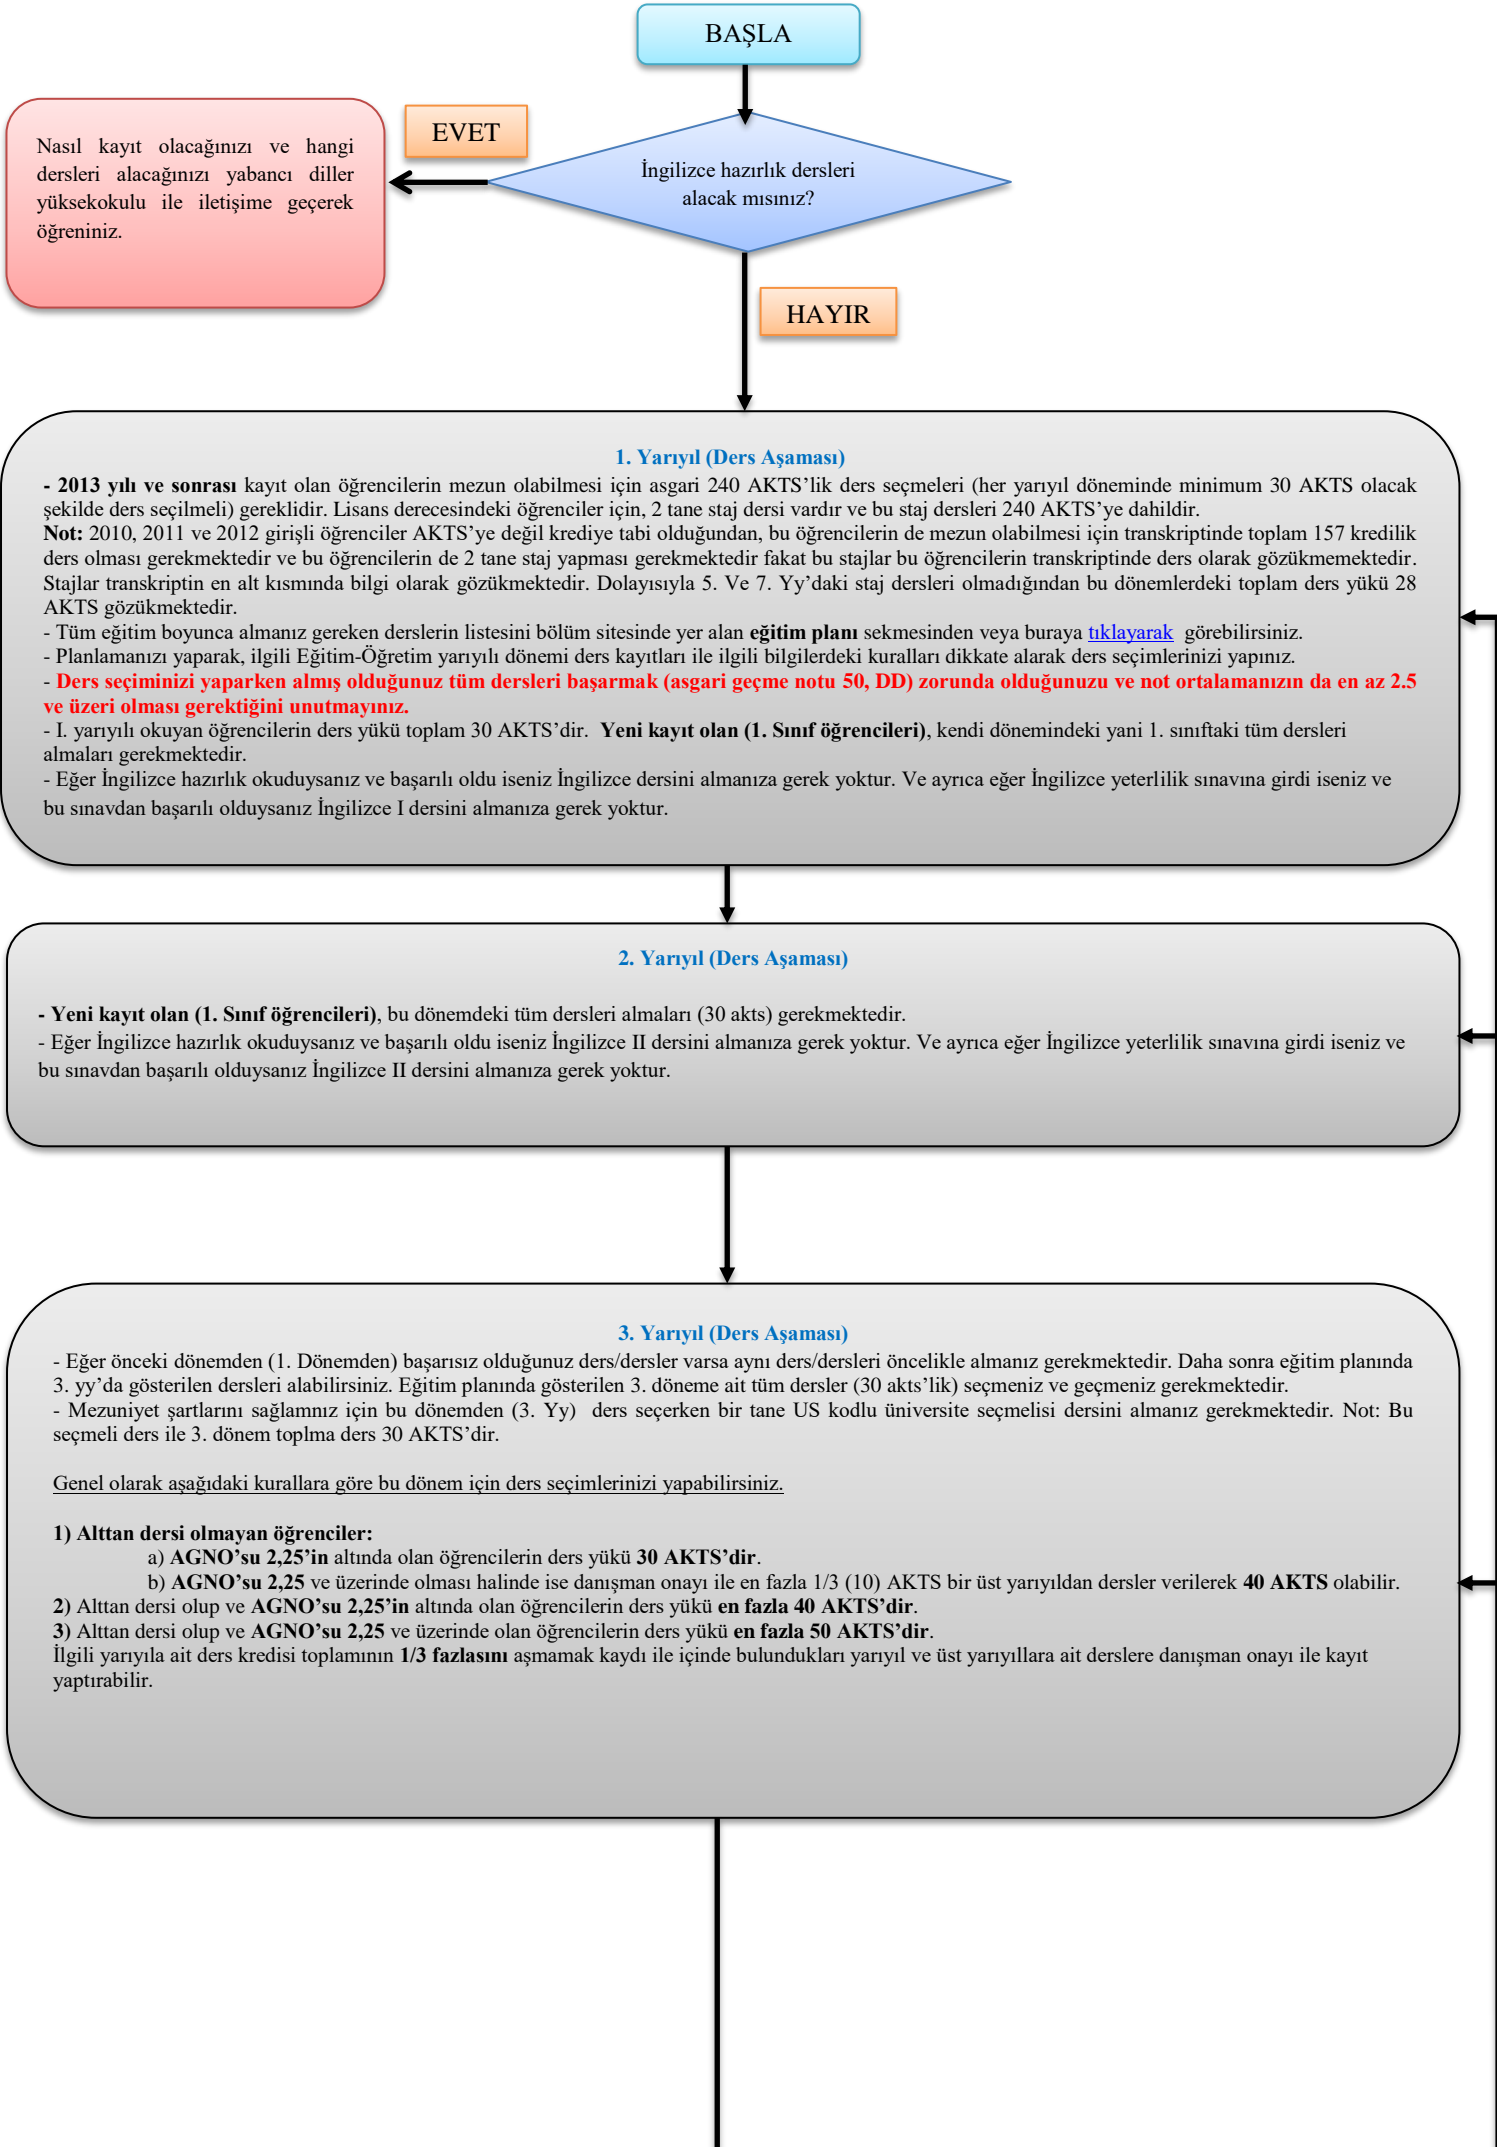 BAŞLA
EVET
Nasıl kayıt olacağınızı ve hangi
dersleri alacağınızı yabancı diller
yüksekokulu ile iletişime geçerek
öğreniniz.
İngilizce hazırlık dersleri
alacak mısınız?
HAYIR
1. Yarıyıl (Ders Aşaması)
- 2013 yılı ve sonrası kayıt olan öğrencilerin mezun olabilmesi için asgari 240 AKTS’lik ders seçmeleri (her yarıyıl döneminde minimum 30 AKTS olacak
şekilde ders seçilmeli) gereklidir. Lisans derecesindeki öğrenciler için, 2 tane staj dersi vardır ve bu staj dersleri 240 AKTS’ye dahildir.
Not: 2010, 2011 ve 2012 girişli öğrenciler AKTS’ye değil krediye tabi olduğundan, bu öğrencilerin de mezun olabilmesi için transkriptinde toplam 157 kredilik
ders olması gerekmektedir ve bu öğrencilerin de 2 tane staj yapması gerekmektedir fakat bu stajlar bu öğrencilerin transkriptinde ders olarak gözükmemektedir.
Stajlar transkriptin en alt kısmında bilgi olarak gözükmektedir. Dolayısıyla 5. Ve 7. Yy’daki staj dersleri olmadığından bu dönemlerdeki toplam ders yükü 28
AKTS gözükmektedir.
- Tüm eğitim boyunca almanız gereken derslerin listesini bölüm sitesinde yer alan eğitim planı sekmesinden veya buraya tıklayarak görebilirsiniz.
- Planlamanızı yaparak, ilgili Eğitim-Öğretim yarıyılı dönemi ders kayıtları ile ilgili bilgilerdeki kuralları dikkate alarak ders seçimlerinizi yapınız.
- Ders seçiminizi yaparken almış olduğunuz tüm dersleri başarmak (asgari geçme notu 50, DD) zorunda olduğunuzu ve not ortalamanızın da en az 2.5
ve üzeri olması gerektiğini unutmayınız.
- I. yarıyılı okuyan öğrencilerin ders yükü toplam 30 AKTS’dir. Yeni kayıt olan (1. Sınıf öğrencileri), kendi dönemindeki yani 1. sınıftaki tüm dersleri
almaları gerekmektedir.
- Eğer İngilizce hazırlık okuduysanız ve başarılı oldu iseniz İngilizce dersini almanıza gerek yoktur. Ve ayrıca eğer İngilizce yeterlilik sınavına girdi iseniz ve
bu sınavdan başarılı olduysanız İngilizce I dersini almanıza gerek yoktur.
2. Yarıyıl (Ders Aşaması)
- Yeni kayıt olan (1. Sınıf öğrencileri), bu dönemdeki tüm dersleri almaları (30 akts) gerekmektedir.
- Eğer İngilizce hazırlık okuduysanız ve başarılı oldu iseniz İngilizce II dersini almanıza gerek yoktur. Ve ayrıca eğer İngilizce yeterlilik sınavına girdi iseniz ve
bu sınavdan başarılı olduysanız İngilizce II dersini almanıza gerek yoktur.
3. Yarıyıl (Ders Aşaması)
- Eğer önceki dönemden (1. Dönemden) başarısız olduğunuz ders/dersler varsa aynı ders/dersleri öncelikle almanız gerekmektedir. Daha sonra eğitim planında
3. yy’da gösterilen dersleri alabilirsiniz. Eğitim planında gösterilen 3. döneme ait tüm dersler (30 akts’lik) seçmeniz ve geçmeniz gerekmektedir.
- Mezuniyet şartlarını sağlamnız için bu dönemden (3. Yy) ders seçerken bir tane US kodlu üniversite seçmelisi dersini almanız gerekmektedir. Not: Bu
seçmeli ders ile 3. dönem toplma ders 30 AKTS’dir.
Genel olarak aşağıdaki kurallara göre bu dönem için ders seçimlerinizi yapabilirsiniz.
1) Alttan dersi olmayan öğrenciler:
a) AGNO’su 2,25’in altında olan öğrencilerin ders yükü 30 AKTS’dir.
b) AGNO’su 2,25 ve üzerinde olması halinde ise danışman onayı ile en fazla 1/3 (10) AKTS bir üst yarıyıldan dersler verilerek 40 AKTS olabilir.
2) Alttan dersi olup ve AGNO’su 2,25’in altında olan öğrencilerin ders yükü en fazla 40 AKTS’dir.
3) Alttan dersi olup ve AGNO’su 2,25 ve üzerinde olan öğrencilerin ders yükü en fazla 50 AKTS’dir.
İlgili yarıyıla ait ders kredisi toplamının 1/3 fazlasını aşmamak kaydı ile içinde bulundukları yarıyıl ve üst yarıyıllara ait derslere danışman onayı ile kayıt
yaptırabilir.